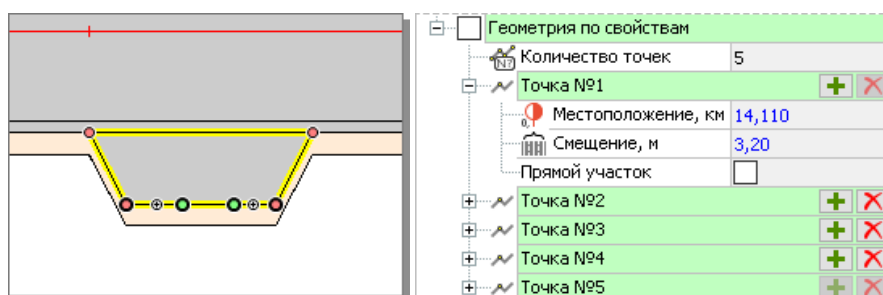 Геометрия по свойствам
N?
Количество точек 5
Точка №1
0,
Местоположение, км 14,110
Смещение, м 3,20
Прямой участок
Точка №2
Точка №3
Точка №4
Точка №5